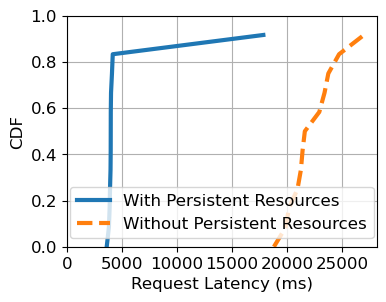 1.0
0.8
0.6
0.4
0.2
0.0
CDF
With Persistent Resources
Without Persistent Resources
0 5000 10000 15000 20000 25000
Request Latency (ms)